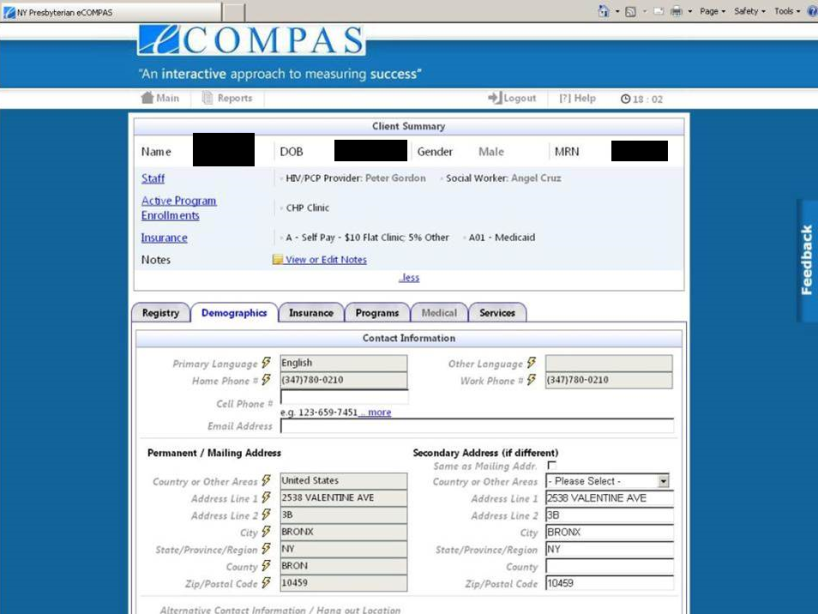 NY Presbyterian eCOMPAS
Page Safety Tools
eCOMPAS
"An interactive approach to measuring success"
Main Reports Logout [?] Help 18 : 02
Client Summary
Name DOB Gender Male MRN
Staff HIV/PCP Provider: Peter Gordon Social Worker: Angel Cruz
Active Program Enrollments CHP Clinic
Insurance A - Self Pay - $10 Flat Clinic; 5% Other A01 - Medicaid
Notes View or Edit Notes
..less
Feedback
Registry Demographics Insurance Programs Medical Services
Contact Information
Primary Language English Other Language
Home Phone # (347)780-0210 Work Phone # (347)780-0210
Cell Phone #
e.g. 123-659-7451 ... more
Email Address
Permanent / Mailing Address Secondary Address (if different)
Same as Mailing Addr.
Country or Other Areas United States Country or Other Areas - Please Select -
Address Line 1 2538 VALENTINE AVE Address Line 1 2538 VALENTINE AVE
Address Line 2 3B Address Line 2 3B
City BRONX City BRONX
State/Province/Region NY State/Province/Region NY
County BRON County
Zip/Postal Code 10459 Zip/Postal Code 10459
Alternative Contact Information / Hang out Location